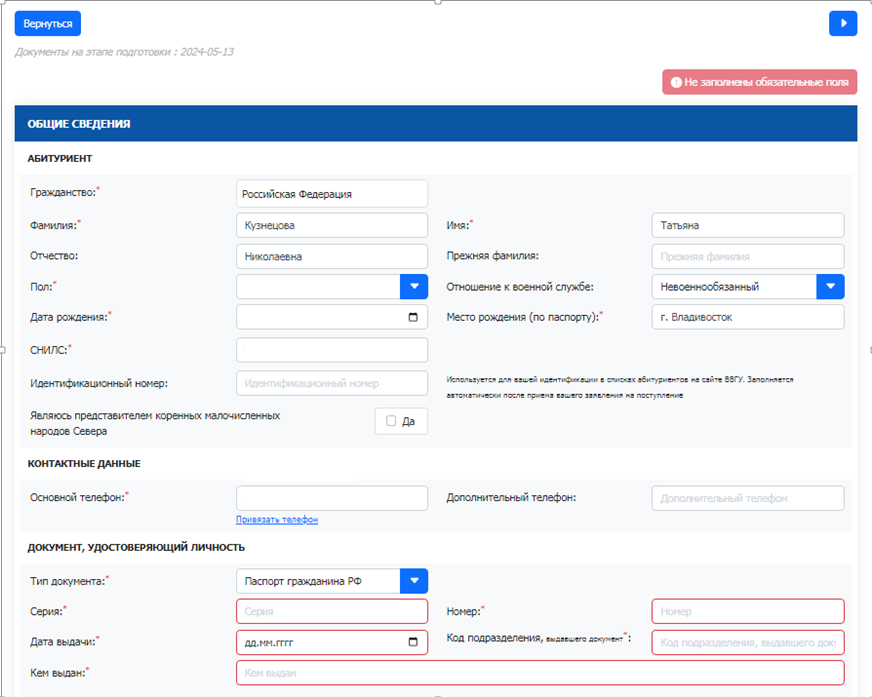 Вернуться
Документы на этапе подготовки : 2024-05-13
Не заполнены обязательные поля
ОБЩИЕ СВЕДЕНИЯ
АБИТУРИЕНТ
Гражданство:* Российская Федерация
Фамилия:* Кузнецова Имя:* Татьяна
Отчество: Николаевна Прежняя фамилия: Прежняя фамилия
Пол:* Отношение к военной службе: Невоеннообязанный
Дата рождения:* Место рождения (по паспорту):* г. Владивосток
СНИЛС:*
Идентификационный номер: Идентификационный номер Используется для вашей идентификации в списках абитуриентов на сайте ВВГУ. Заполняется
автоматически после приема вашего заявления на поступление
Являюсь представителем коренных малочисленных
народов Севера Да
КОНТАКТНЫЕ ДАННЫЕ
Основной телефон:* Дополнительный телефон: Дополнительный телефон
Привязать телефон
ДОКУМЕНТ, УДОСТОВЕРЯЮЩИЙ ЛИЧНОСТЬ
Тип документа:* Паспорт гражданина РФ
Серия:* Серия Номер:* Номер
Дата выдачи:* дд.мм.гггг Код подразделения, выдавшего документ*: Код подразделения, выдавшего доку
Кем выдан:* Кем выдан